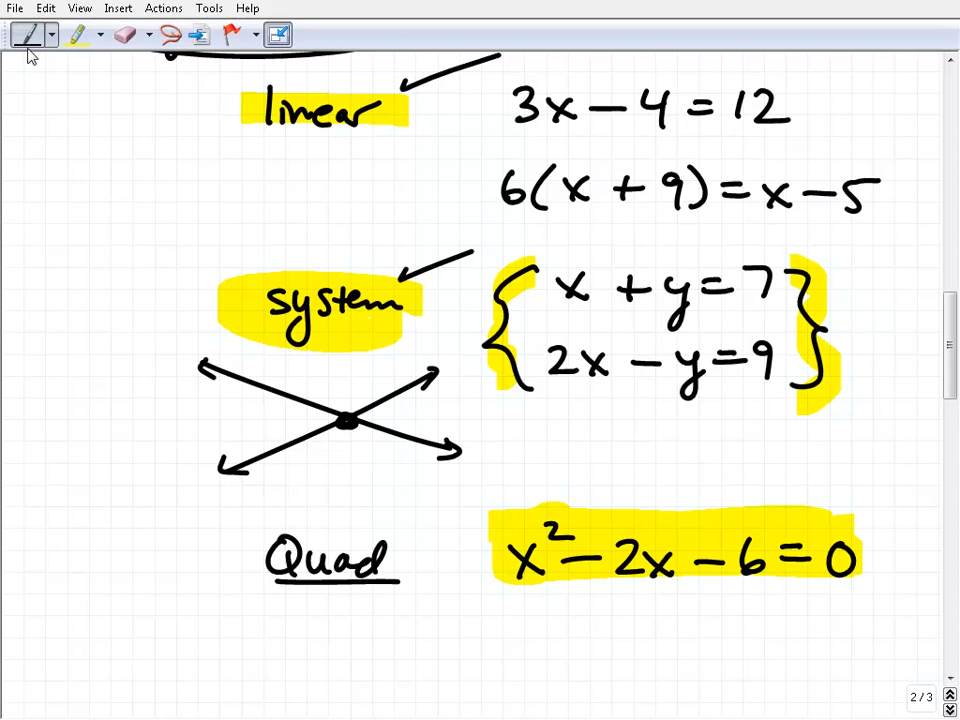 File Edit View Insert Actions Tools Help
linear
3x - 4 = 12
6(x + 9) = x - 5
system
{ x + y = 7
2x - y = 9 }
Quad
x² - 2x - 6 = 0
2 / 3